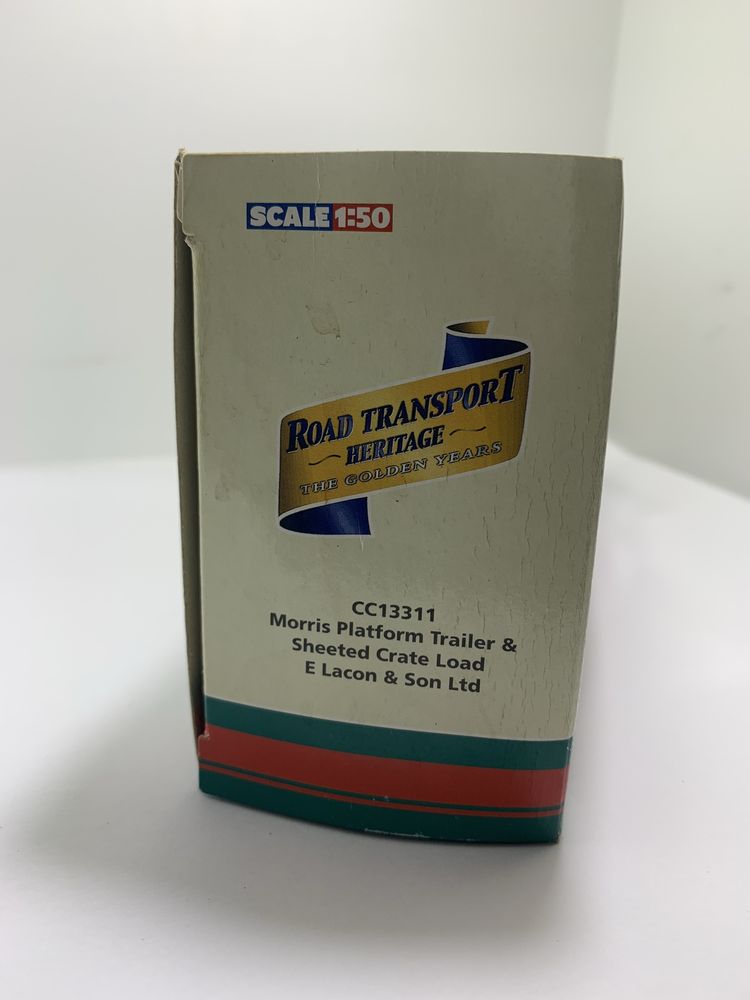 SCALE 1:50
ROAD TRANSPORT
HERITAGE
THE GOLDEN YEARS
CC13311
Morris Platform Trailer &
Sheeted Crate Load
E Lacon & Son Ltd